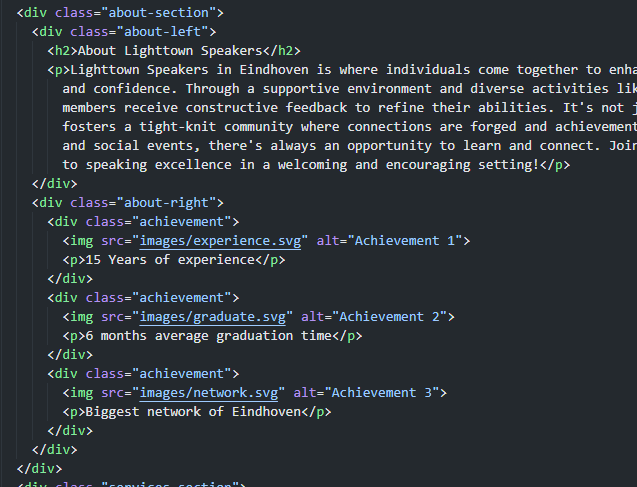 <div class="about-section">
<div class="about-left">
<h2>About Lighttown Speakers</h2>
<p>Lighttown Speakers in Eindhoven is where individuals come together to enha
and confidence. Through a supportive environment and diverse activities lik
members receive constructive feedback to refine their abilities. It's not j
fosters a tight-knit community where connections are forged and achievement
and social events, there's always an opportunity to learn and connect. Join
to speaking excellence in a welcoming and encouraging setting!</p>
</div>
<div class="about-right">
<div class="achievement">
<img src="images/experience.svg" alt="Achievement 1">
<p>15 Years of experience</p>
</div>
<div class="achievement">
<img src="images/graduate.svg" alt="Achievement 2">
<p>6 months average graduation time</p>
</div>
<div class="achievement">
<img src="images/network.svg" alt="Achievement 3">
<p>Biggest network of Eindhoven</p>
</div>
</div>
</div>
<div class="services-section">